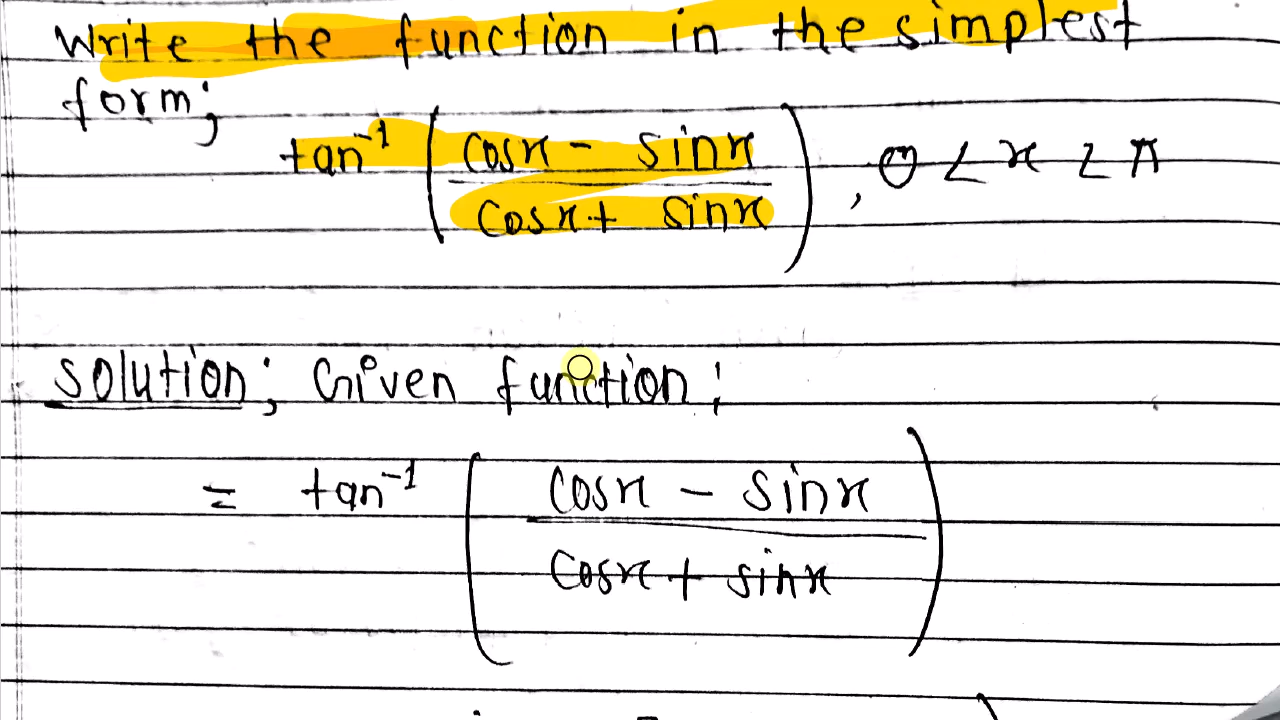 Write the function in the simplest
form;
tan⁻¹ (cosx - sinx / cosx + sinx), 0 < x < π
Solution; Given function;
= tan⁻¹ (cosx - sinx / cosx + sinx)